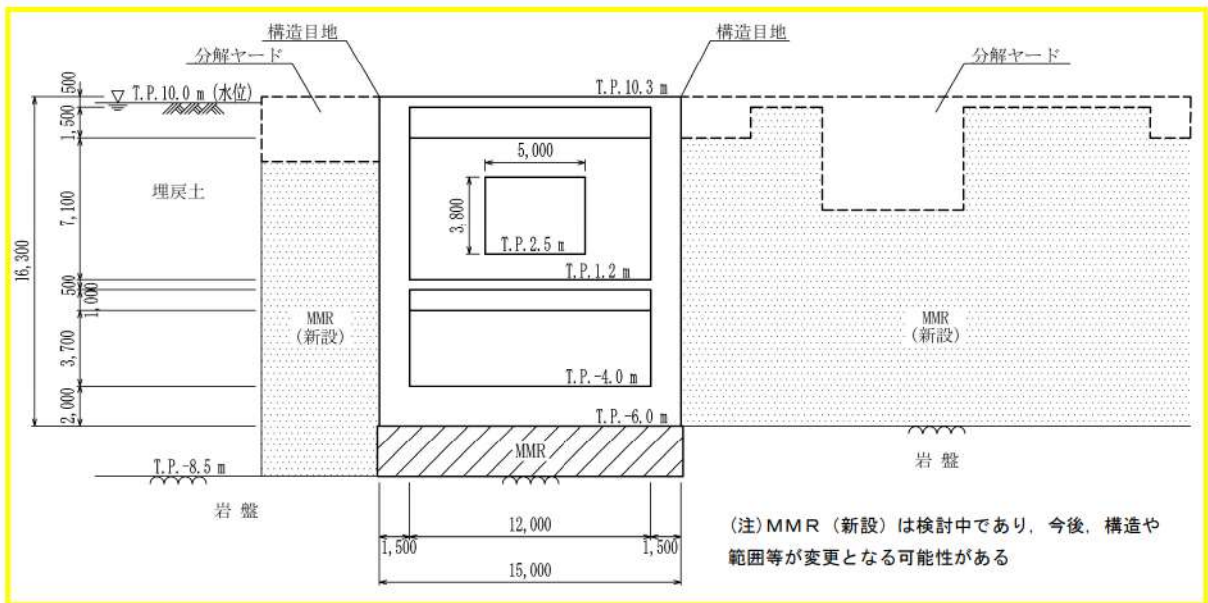 構造目地
構造目地
分解ヤード
分解ヤード
T.P.10.0 m (水位)
T.P.10.3 m
500
1,500
7,100
500
1,000
3,700
2,000
16,300
埋戻土
5,000
3,800
T.P.2.5 m
T.P.1.2 m
MMR
(新設)
MMR
(新設)
T.P.-4.0 m
T.P.-6.0 m
MMR
T.P.-8.5 m
岩 盤
岩 盤
12,000
1,500
1,500
15,000
(注)MMR(新設)は検討中であり，今後，構造や
範囲等が変更となる可能性がある